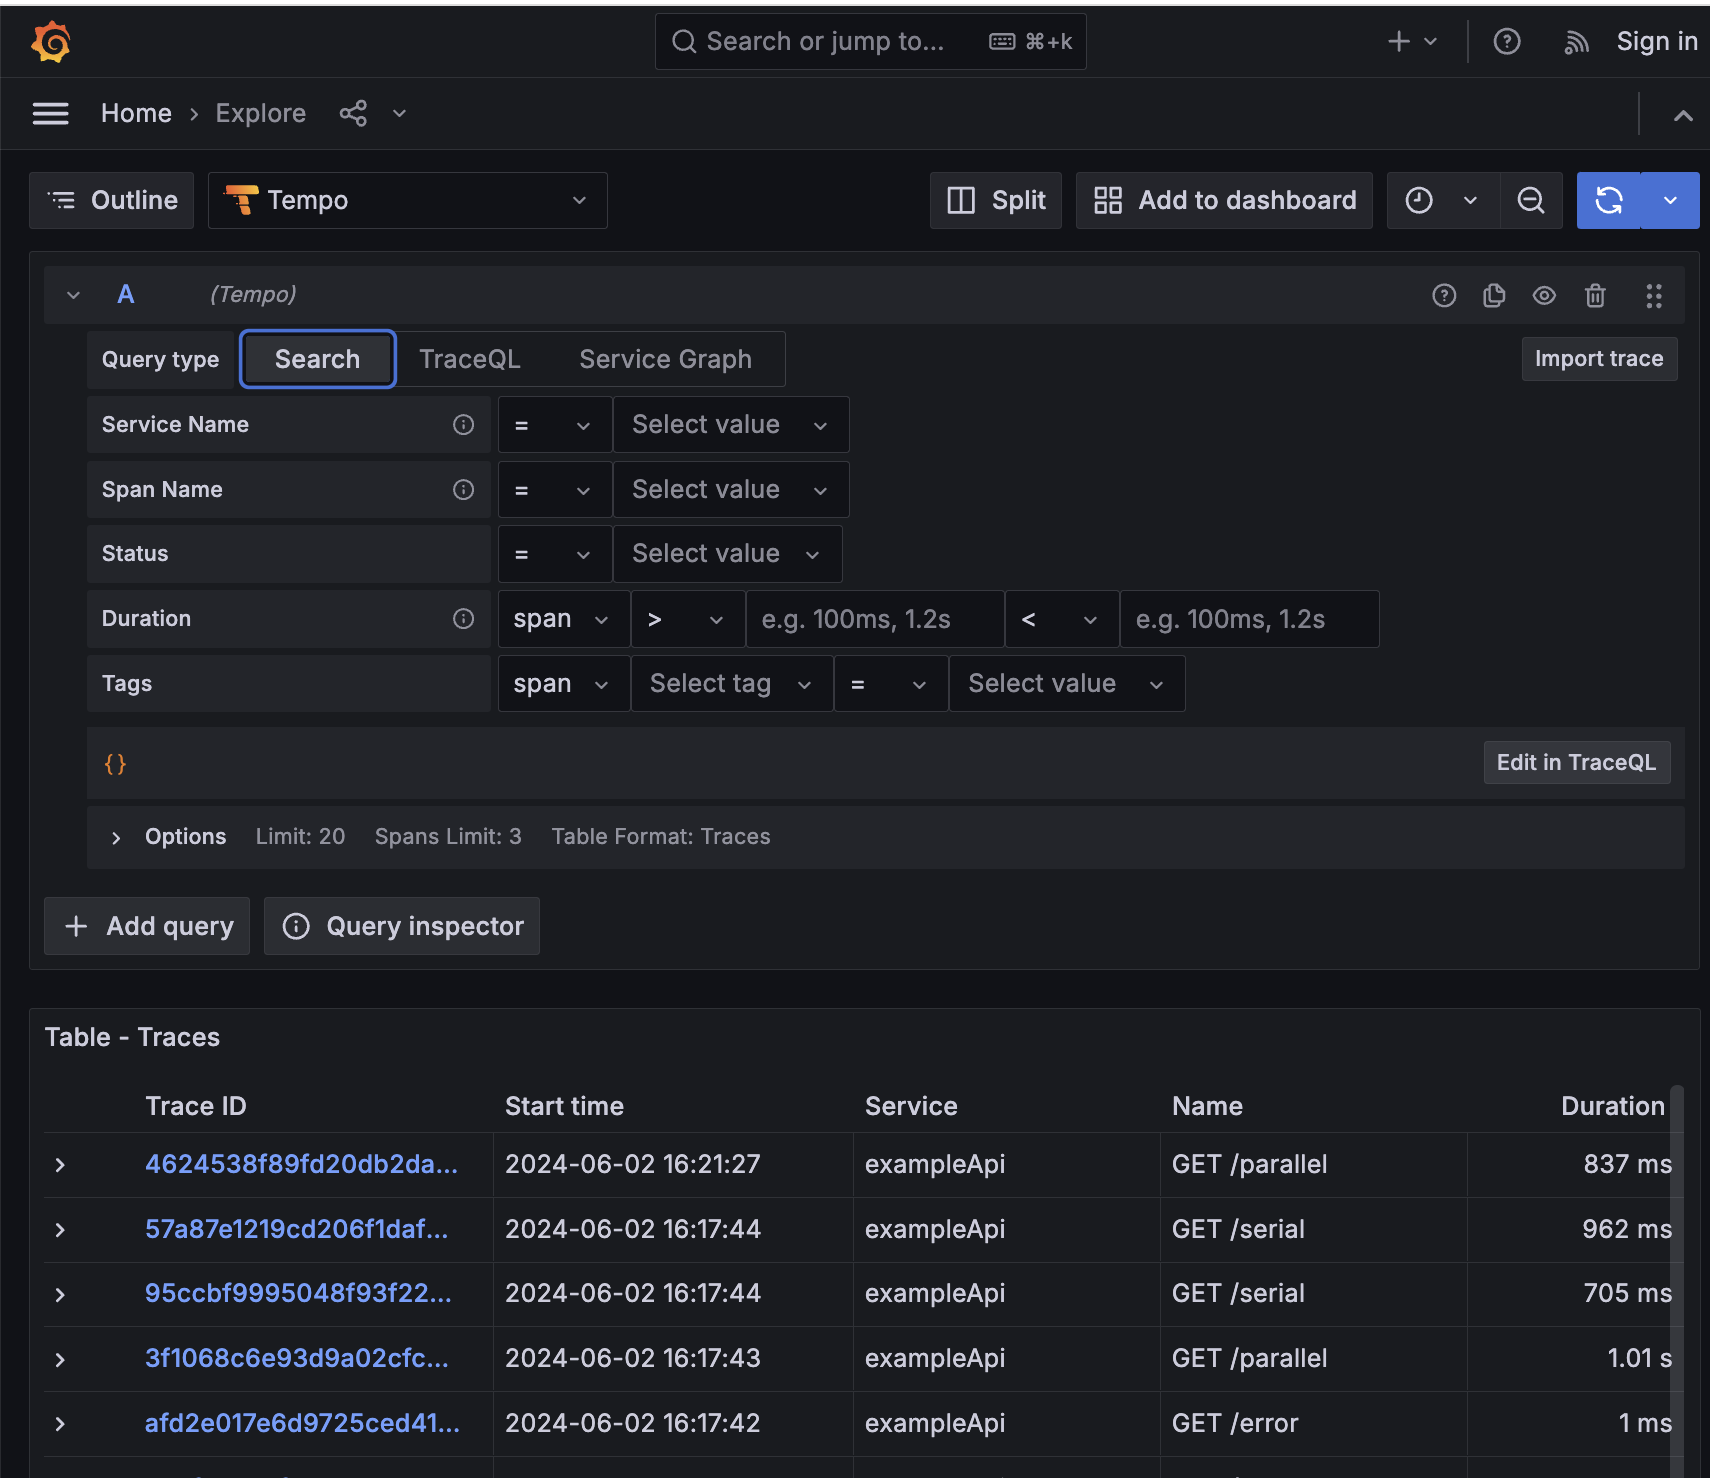 Search or jump to... ⌘+k Sign in
Home › Explore
Outline Tempo Split Add to dashboard
A (Tempo)
Query type Search TraceQL Service Graph Import trace
Service Name = Select value
Span Name = Select value
Status = Select value
Duration span > e.g. 100ms, 1.2s < e.g. 100ms, 1.2s
Tags span Select tag = Select value
{} Edit in TraceQL
Options Limit: 20 Spans Limit: 3 Table Format: Traces
Add query Query inspector
Table - Traces
Trace ID Start time Service Name Duration
4624538f89fd20db2da... 2024-06-02 16:21:27 exampleApi GET /parallel 837 ms
57a87e1219cd206f1daf... 2024-06-02 16:17:44 exampleApi GET /serial 962 ms
95ccbf9995048f93f22... 2024-06-02 16:17:44 exampleApi GET /serial 705 ms
3f1068c6e93d9a02cfc... 2024-06-02 16:17:43 exampleApi GET /parallel 1.01 s
afd2e017e6d9725ced41... 2024-06-02 16:17:42 exampleApi GET /error 1 ms